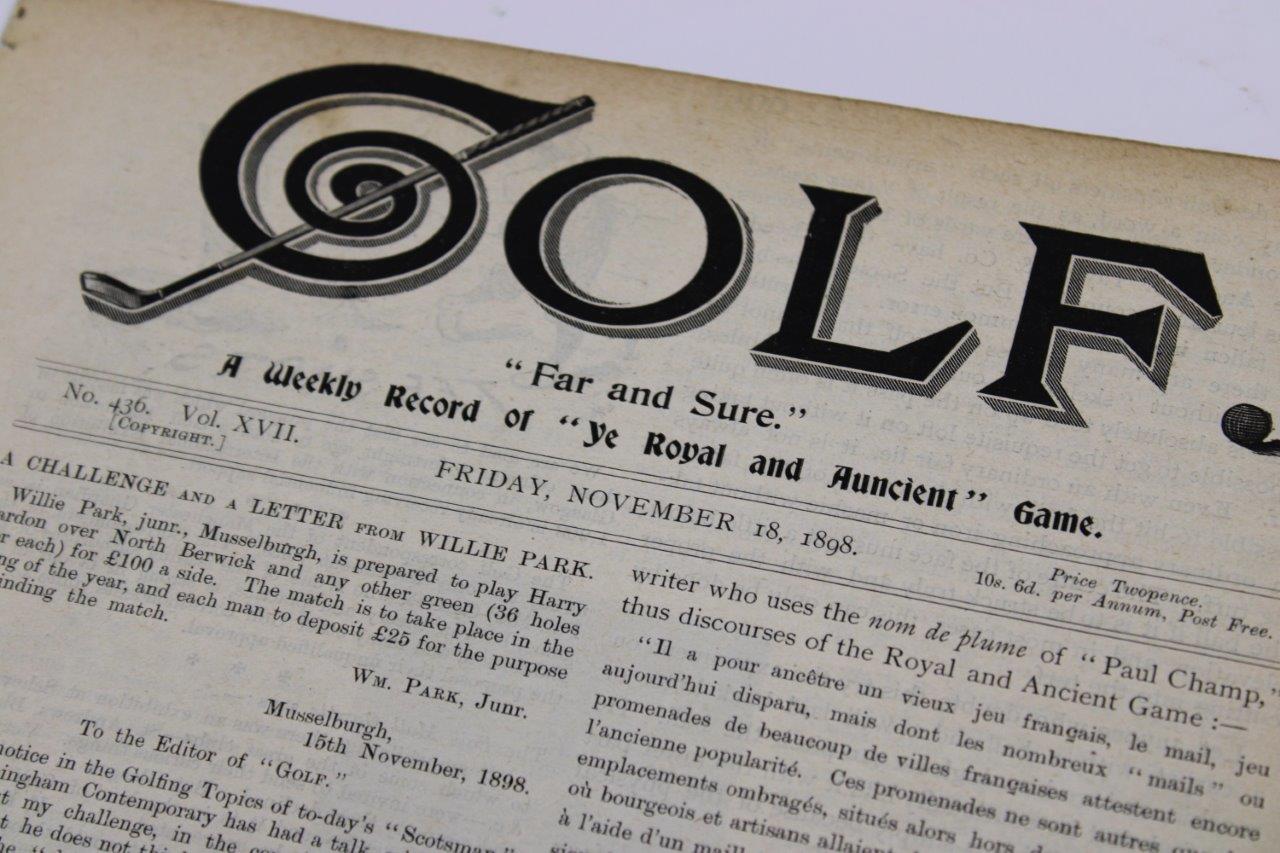 GOLF.
"Far and Sure."
A Weekly Record of "Ye Royal and Auncient" Game.
No. 436. Vol. XVII.
[COPYRIGHT.]
FRIDAY, NOVEMBER 18, 1898.
Price Twopence.
10s. 6d. per Annum, Post Free.
A CHALLENGE AND A LETTER FROM WILLIE PARK.
Willie Park, junr., Musselburgh, is prepared to play Harry
over North Berwick and any other green (36 holes
each) for £100 a side. The match is to take place in the
of the year, and each man to deposit £25 for the purpose
the match.
WM. PARK, JUNR.
Musselburgh,
15th November, 1898.
To the Editor of "GOLF."
notice in the Golfing Topics of to-day's "Scotsman"
Contemporary has had a talk
my challenge, in the
he does not
writer who uses the nom de plume of "Paul Champ,"
thus discourses of the Royal and Ancient Game :—
"Il a pour ancêtre un vieux jeu français, le mail, jeu
aujourd'hui disparu, mais dont les nombreux "mails" ou
promenades de beaucoup de villes françaises attestent encore
l'ancienne popularité. Ces promenades ne sont autres
emplacements ombragés, situés alors hors
où bourgeois et artisans allaient
à l'aide d'un